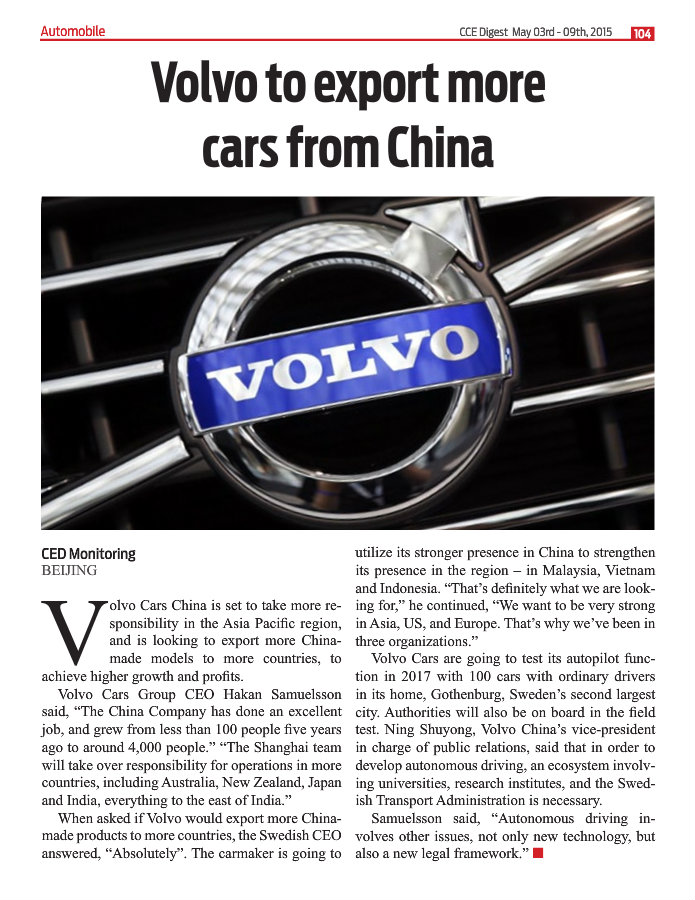 Automobile
CCE Digest May 03rd - 09th, 2015 104
Volvo to export more
cars from China
VOLVO
CED Monitoring
BEIJING
Volvo Cars China is set to take more re-
sponsibility in the Asia Pacific region,
and is looking to export more China-
made models to more countries, to
achieve higher growth and profits.
Volvo Cars Group CEO Hakan Samuelsson
said, “The China Company has done an excellent
job, and grew from less than 100 people five years
ago to around 4,000 people.” “The Shanghai team
will take over responsibility for operations in more
countries, including Australia, New Zealand, Japan
and India, everything to the east of India.”
When asked if Volvo would export more China-
made products to more countries, the Swedish CEO
answered, “Absolutely”. The carmaker is going to
utilize its stronger presence in China to strengthen
its presence in the region – in Malaysia, Vietnam
and Indonesia. “That’s definitely what we are look-
ing for,” he continued, “We want to be very strong
in Asia, US, and Europe. That’s why we’ve been in
three organizations.”
Volvo Cars are going to test its autopilot func-
tion in 2017 with 100 cars with ordinary drivers
in its home, Gothenburg, Sweden’s second largest
city. Authorities will also be on board in the field
test. Ning Shuyong, Volvo China’s vice-president
in charge of public relations, said that in order to
develop autonomous driving, an ecosystem involv-
ing universities, research institutes, and the Swed-
ish Transport Administration is necessary.
Samuelsson said, “Autonomous driving in-
volves other issues, not only new technology, but
also a new legal framework.”